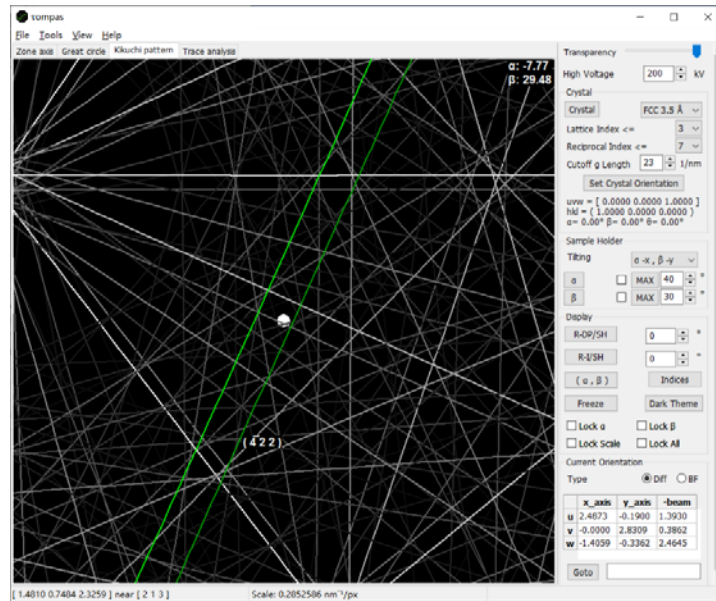 tompas
File Tools View Help
Zone axis Great circle Kikuchi pattern Trace analysis
α: -7.77
β: 29.48
(4 2 2)
Transparency
High Voltage 200 kV
Crystal
Crystal FCC 3.5 Å
Lattice Index <= 3
Reciprocal Index <= 7
Cutoff g Length 23 1/nm
Set Crystal Orientation
uvw = [ 0.0000 0.0000 1.0000 ]
hkl = ( 1.0000 0.0000 0.0000 )
α= 0.00° β= 0.00° θ= 0.00°
Sample Holder
Tilting α -x , β -y
α MAX 40 °
β MAX 30 °
Display
R-DP/SH 0 °
R-I/SH 0 °
( α , β ) Indices
Freeze Dark Theme
Lock α Lock β
Lock Scale Lock All
Current Orientation
Type Diff BF
x_axis y_axis -beam
u 2.4873 -0.1900 1.3930
v -0.0000 2.8309 0.3862
w -1.4059 -0.3362 2.4645
Goto
[ 1.4810 0.7484 2.3259 ] near [ 2 1 3 ] Scale: 0.2852586 nm⁻¹/px